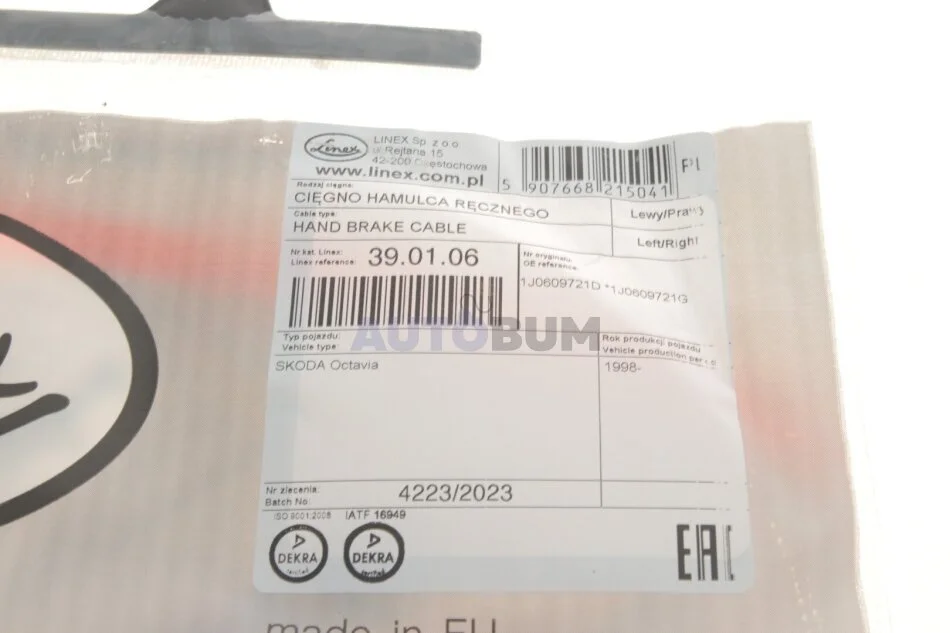 Linex
LINEX Sp. z o.o.
ul.Rejtana 15
42-200 Częstochowa
www.linex.com.pl
5 907668 215041
Rodzaj cięgna:
CIĘGNO HAMULCA RĘCZNEGO
Cable type:
HAND BRAKE CABLE
Lewy/Prawy
Left/Right
Nr kat. Linex:
Linex reference:
39.01.06
Nr oryginału
OE reference:
1J0609721D *1J0609721G
AUTOBUM
Typ pojazdu:
Vehicle type:
SKODA Octavia
Rok produkcji pojazdu
Vehicle production
1998-
Nr zlecenia:
Batch No:
4223/2023
ISO 9001:2008 IATF 16949
DEKRA
DEKRA
EAC
made in EU